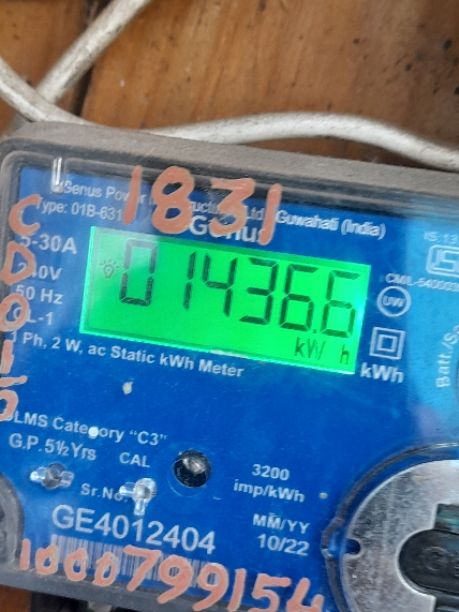 Genus Power
1831
Guwahati (India)
Type: 01B-631
Genus
-30A
01436.6
kW h
50 Hz
UW
kWh
Ph, 2 W, ac Static kWh Meter
LMS Category "C3"
G.P. 5½ Yrs
CAL
3200
imp/kWh
Sr.No
GE4012404
MM/YY
10/22
1000799154